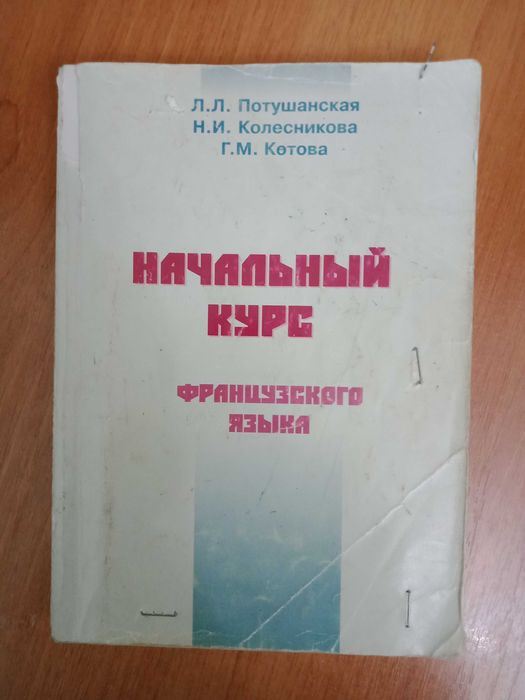 Л.Л. Потушанская
Н.И. Колесникова
Г.М. Котова
НАЧАЛЬНЫЙ
КУРС
ФРАНЦУЗСКОГО
ЯЗЫКА